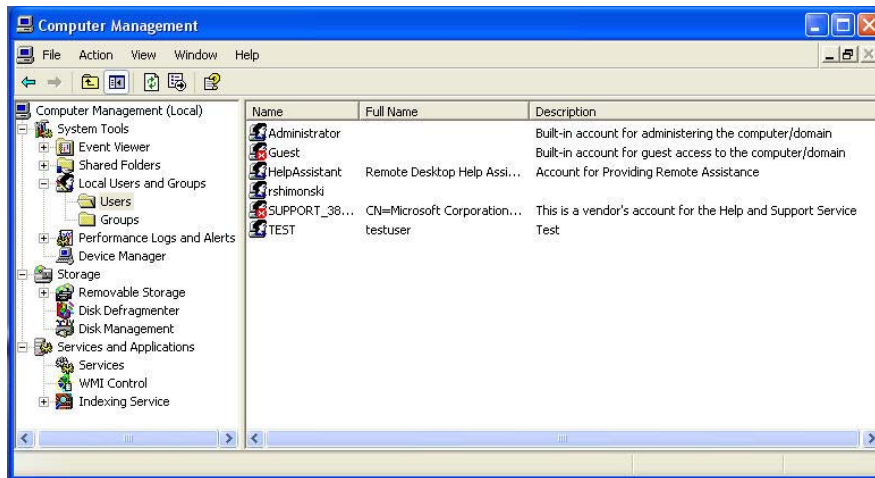 Computer Management
File Action View Window Help
Computer Management (Local)
System Tools
Event Viewer
Shared Folders
Local Users and Groups
Users
Groups
Performance Logs and Alerts
Device Manager
Storage
Removable Storage
Disk Defragmenter
Disk Management
Services and Applications
Services
WMI Control
Indexing Service
Name Full Name Description
Administrator Built-in account for administering the computer/domain
Guest Built-in account for guest access to the computer/domain
HelpAssistant Remote Desktop Help Assi... Account for Providing Remote Assistance
rshimonski
SUPPORT_38... CN=Microsoft Corporation... This is a vendor's account for the Help and Support Service
TEST testuser Test